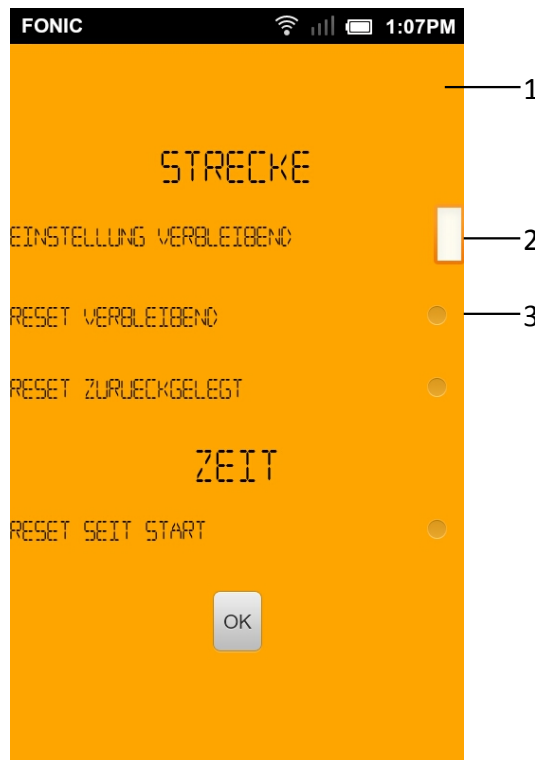 FONIC 1:07PM
1
STRECKE
EINSTELLUNG VERBLEIBEND 2
RESET VERBLEIBEND 3
RESET ZURUECKGELEGT
ZEIT
RESET SEIT START
OK